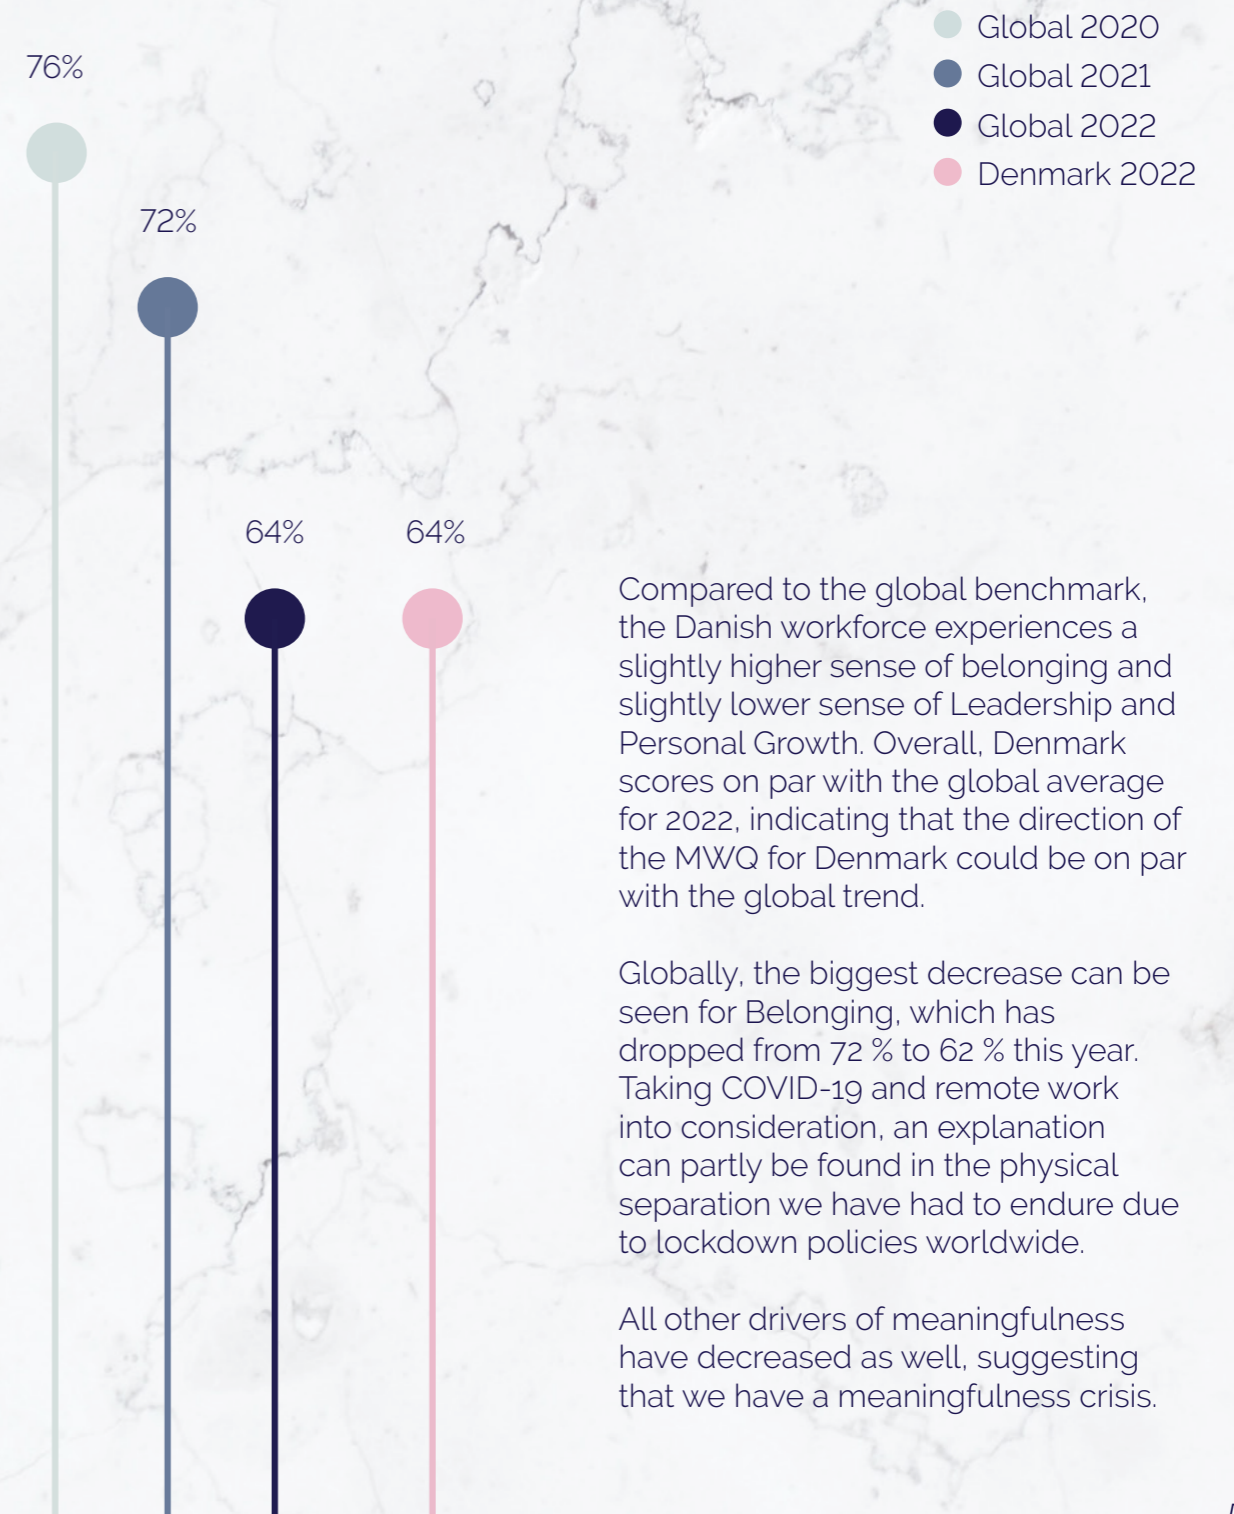 Global 2020
Global 2021
Global 2022
Denmark 2022
76%
72%
64%
64%
Compared to the global benchmark,
the Danish workforce experiences a
slightly higher sense of belonging and
slightly lower sense of Leadership and
Personal Growth. Overall, Denmark
scores on par with the global average
for 2022, indicating that the direction of
the MWQ for Denmark could be on par
with the global trend.
Globally, the biggest decrease can be
seen for Belonging, which has
dropped from 72 % to 62 % this year.
Taking COVID-19 and remote work
into consideration, an explanation
can partly be found in the physical
separation we have had to endure due
to lockdown policies worldwide.
All other drivers of meaningfulness
have decreased as well, suggesting
that we have a meaningfulness crisis.